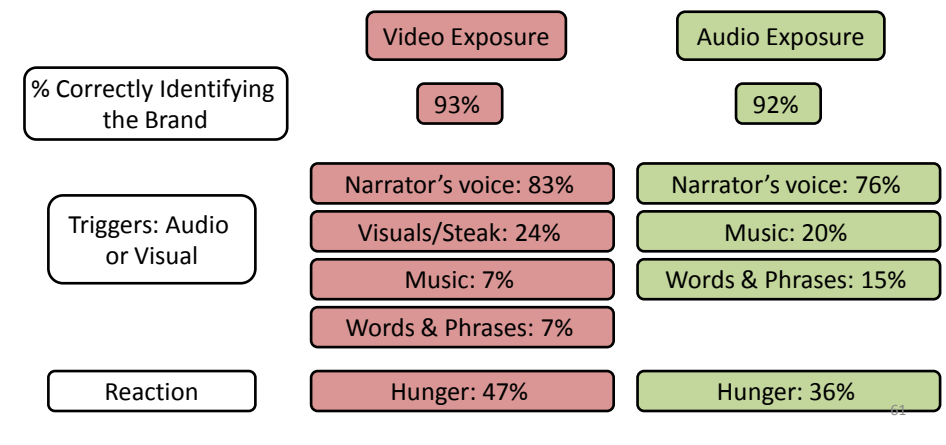 Video Exposure
Audio Exposure
% Correctly Identifying
the Brand
93%
92%
Triggers: Audio
or Visual
Narrator’s voice: 83%
Visuals/Steak: 24%
Music: 7%
Words & Phrases: 7%
Narrator’s voice: 76%
Music: 20%
Words & Phrases: 15%
Reaction
Hunger: 47%
Hunger: 36%
61